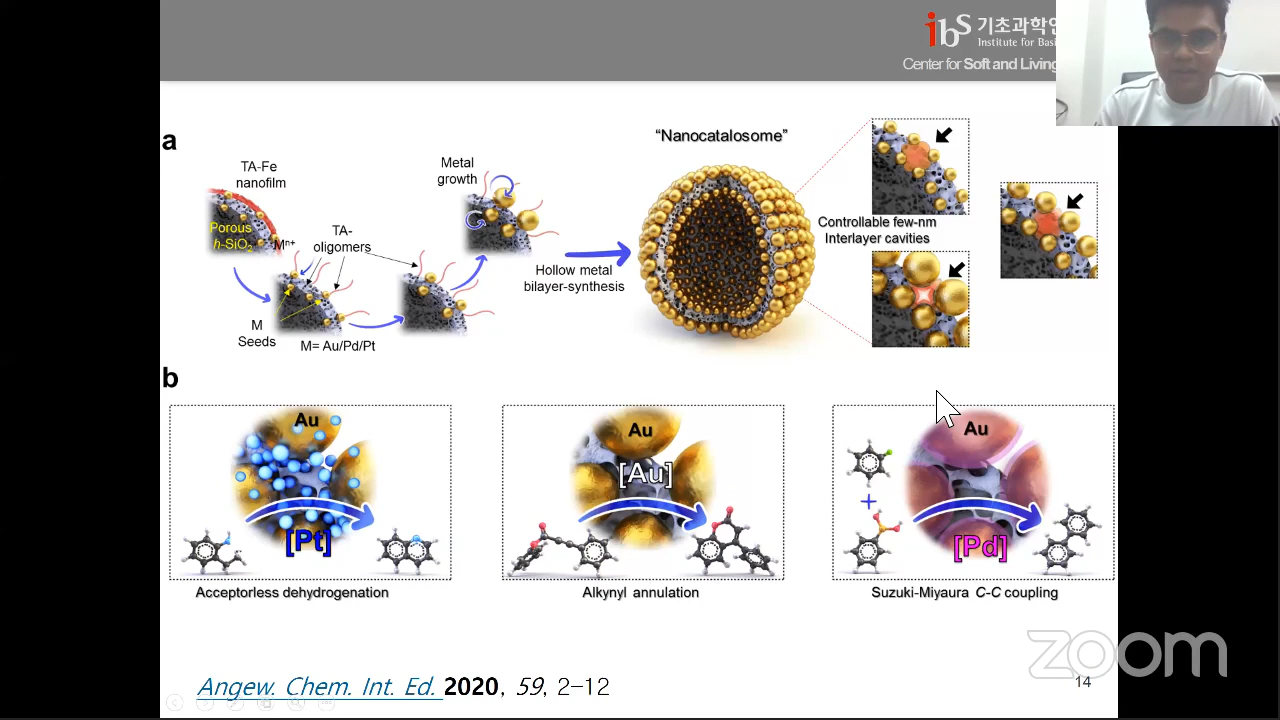 ibS 기초과학연
Institute for Basi
Center for Soft and Living
a
"Nanocatalosome"
TA-Fe
nanofilm
Metal
growth
Porous
h-SiO₂
Mⁿ⁺
TA-
oligomers
Controllable few-nm
Interlayer cavities
Hollow metal
bilayer-synthesis
M
Seeds
M= Au/Pd/Pt
b
Au
[Pt]
Acceptorless dehydrogenation
Au
[Au]
Alkynyl annulation
Au
[Pd]
Suzuki-Miyaura C-C coupling
zoom
Angew. Chem. Int. Ed. 2020, 59, 2–12
14